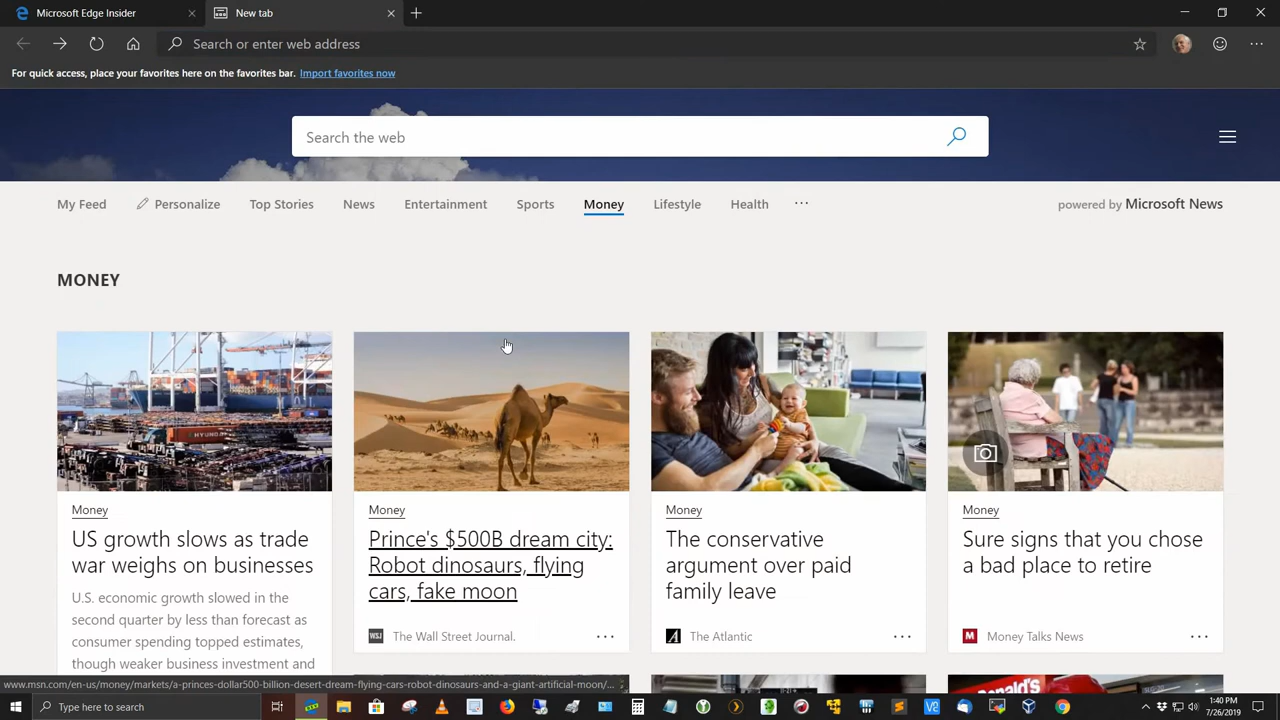 Microsoft Edge Insider
New tab
Search or enter web address
For quick access, place your favorites here on the favorites bar. Import favorites now
Search the web
My Feed Personalize Top Stories News Entertainment Sports Money Lifestyle Health ... powered by Microsoft News
MONEY
HYUNDAI
Money
US growth slows as trade
war weighs on businesses
U.S. economic growth slowed in the
second quarter by less than forecast as
consumer spending topped estimates,
though weaker business investment and
Money
Prince's $500B dream city:
Robot dinosaurs, flying
cars, fake moon
WSJ The Wall Street Journal.
Money
The conservative
argument over paid
family leave
A The Atlantic
Money
Sure signs that you chose
a bad place to retire
M Money Talks News
www.msn.com/en-us/money/markets/a-princes-dollar500-billion-desert-dream-flying-cars-robot-dinosaurs-and-a-giant-artificial-moon/...
Type here to search
1:40 PM
7/26/2019